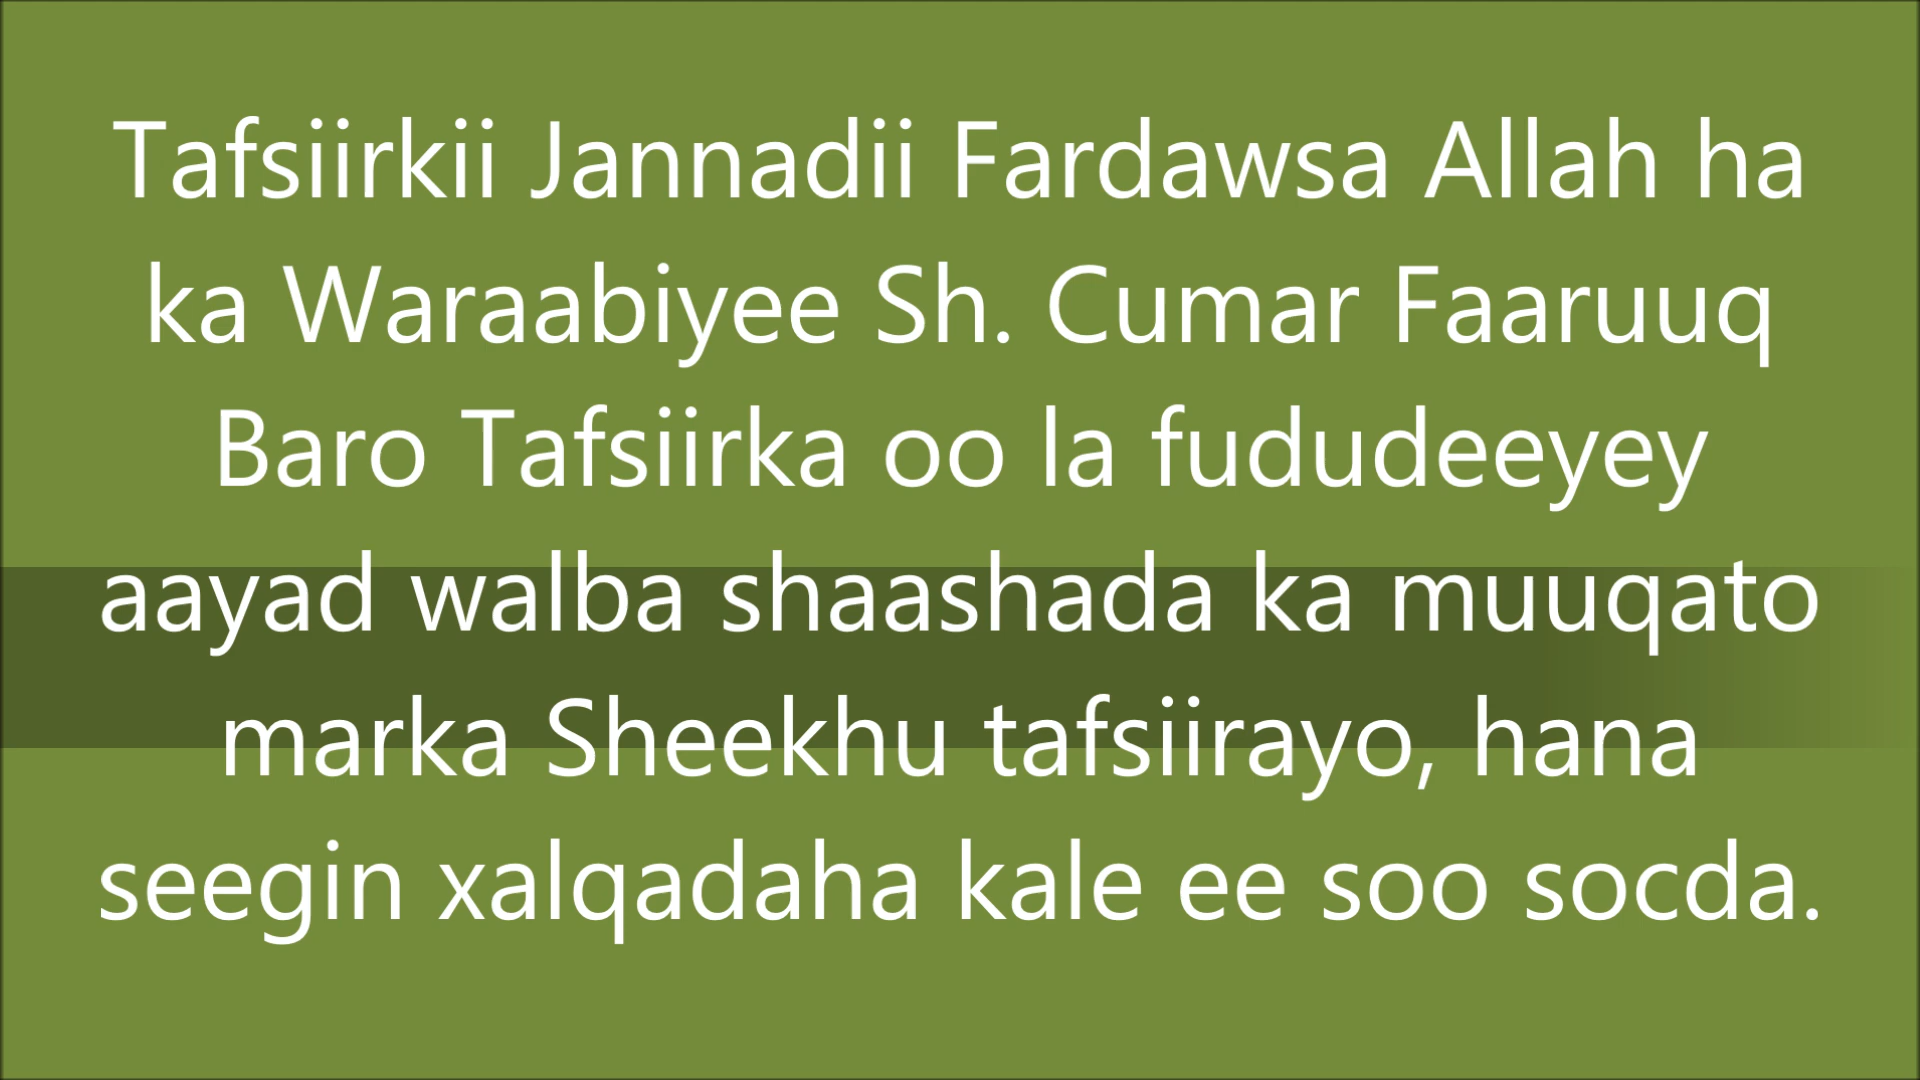 Tafsiirkii Jannadii Fardawsa Allah ha
ka Waraabiyee Sh. Cumar Faaruuq
Baro Tafsiirka oo la fududeeyey
aayad walba shaashada ka muuqato
marka Sheekhu tafsiirayo, hana
seegin xalqadaha kale ee soo socda.